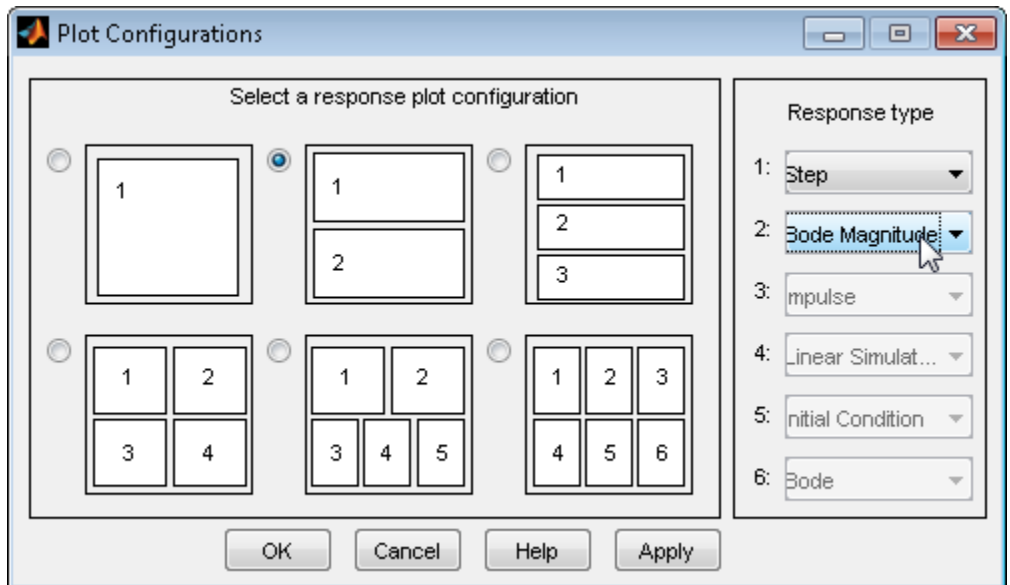 Plot Configurations
Select a response plot configuration
1
1
2
1
2
3
1 2
3 4
1 2
3 4 5
1 2 3
4 5 6
Response type
1: Step
2: Bode Magnitude
3: mpulse
4: Linear Simulat...
5: nitial Condition
6: Bode
OK Cancel Help Apply